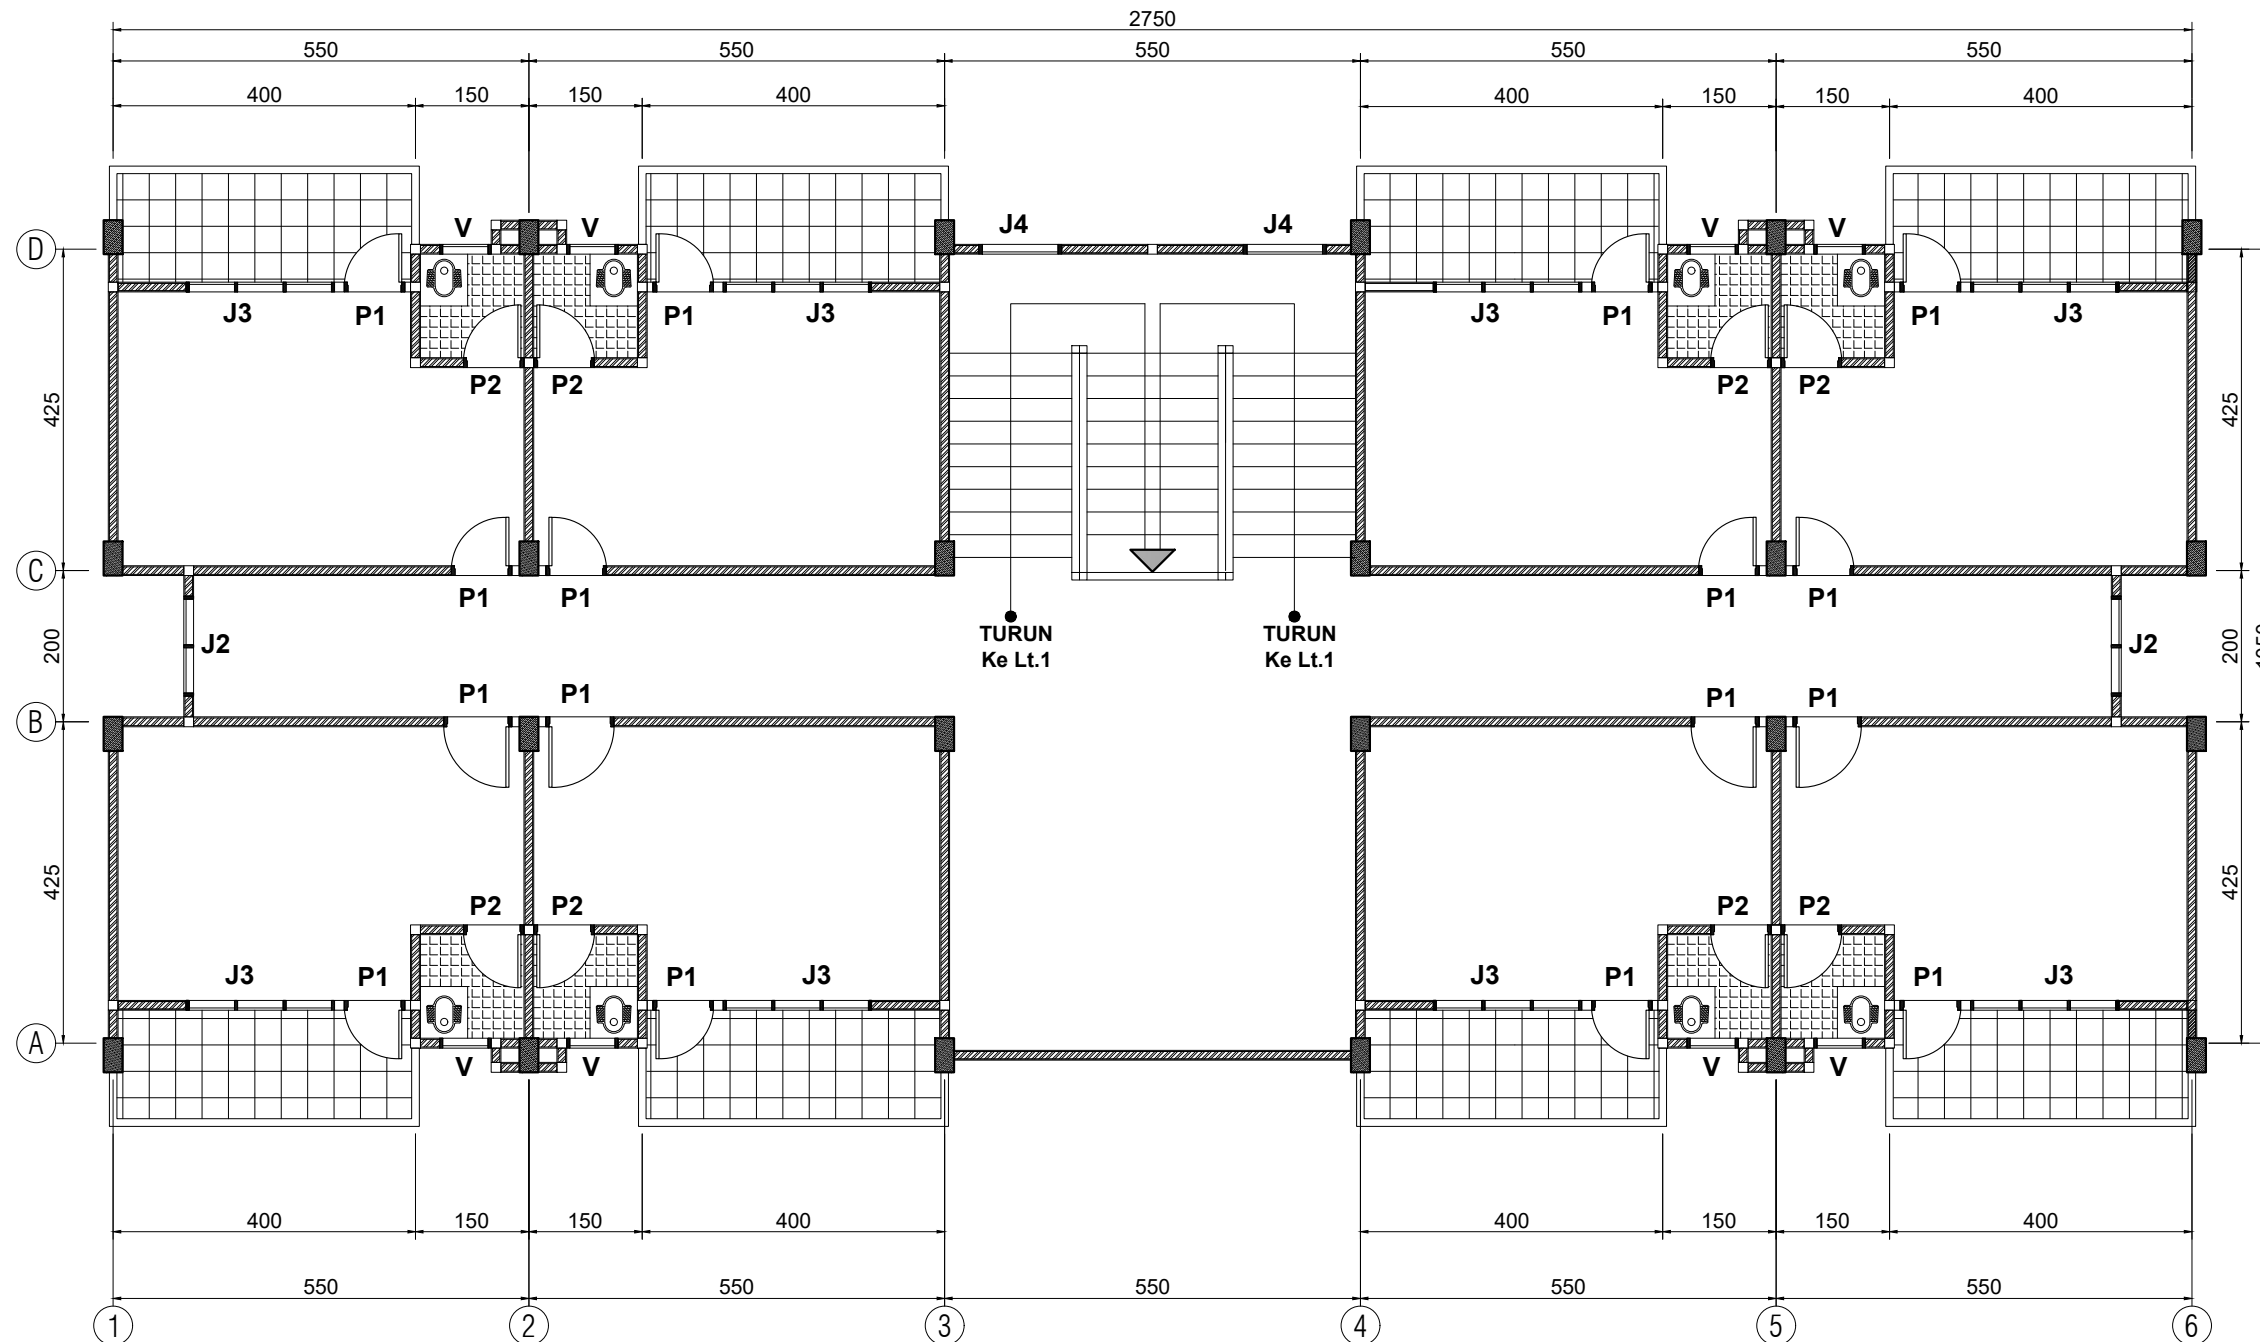 2750
550 550 550 550 550
400 150 150 400 400 150 150 400
V V J4 J4 V V
D
J3 P1 P1 J3 J3 P1 P1 J3
P2 P2 P2 P2
425 425
C
P1 P1 P1 P1
200 J2 TURUN TURUN J2 200
Ke Lt.1 Ke Lt.1
P1 P1 P1 P1
B
425 425
P2 P2 P2 P2
J3 P1 P1 J3 J3 P1 P1 J3
A
V V V V
400 150 150 400 400 150 150 400
550 550 550 550 550
1 2 3 4 5 6